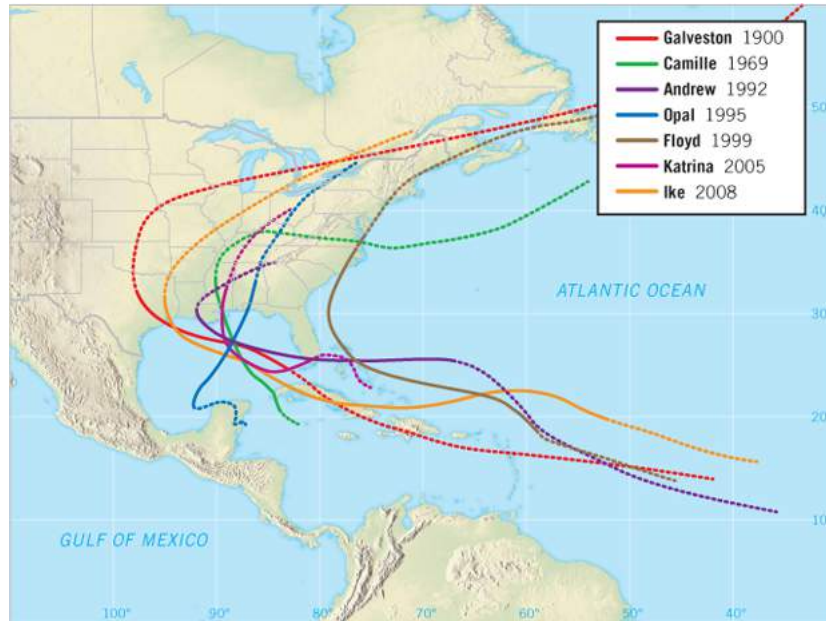 Galveston 1900
Camille 1969
Andrew 1992
Opal 1995
Floyd 1999
Katrina 2005
Ike 2008
50
40
ATLANTIC OCEAN
30
20
10
GULF OF MEXICO
100° 90° 80° 70° 60° 50° 40°